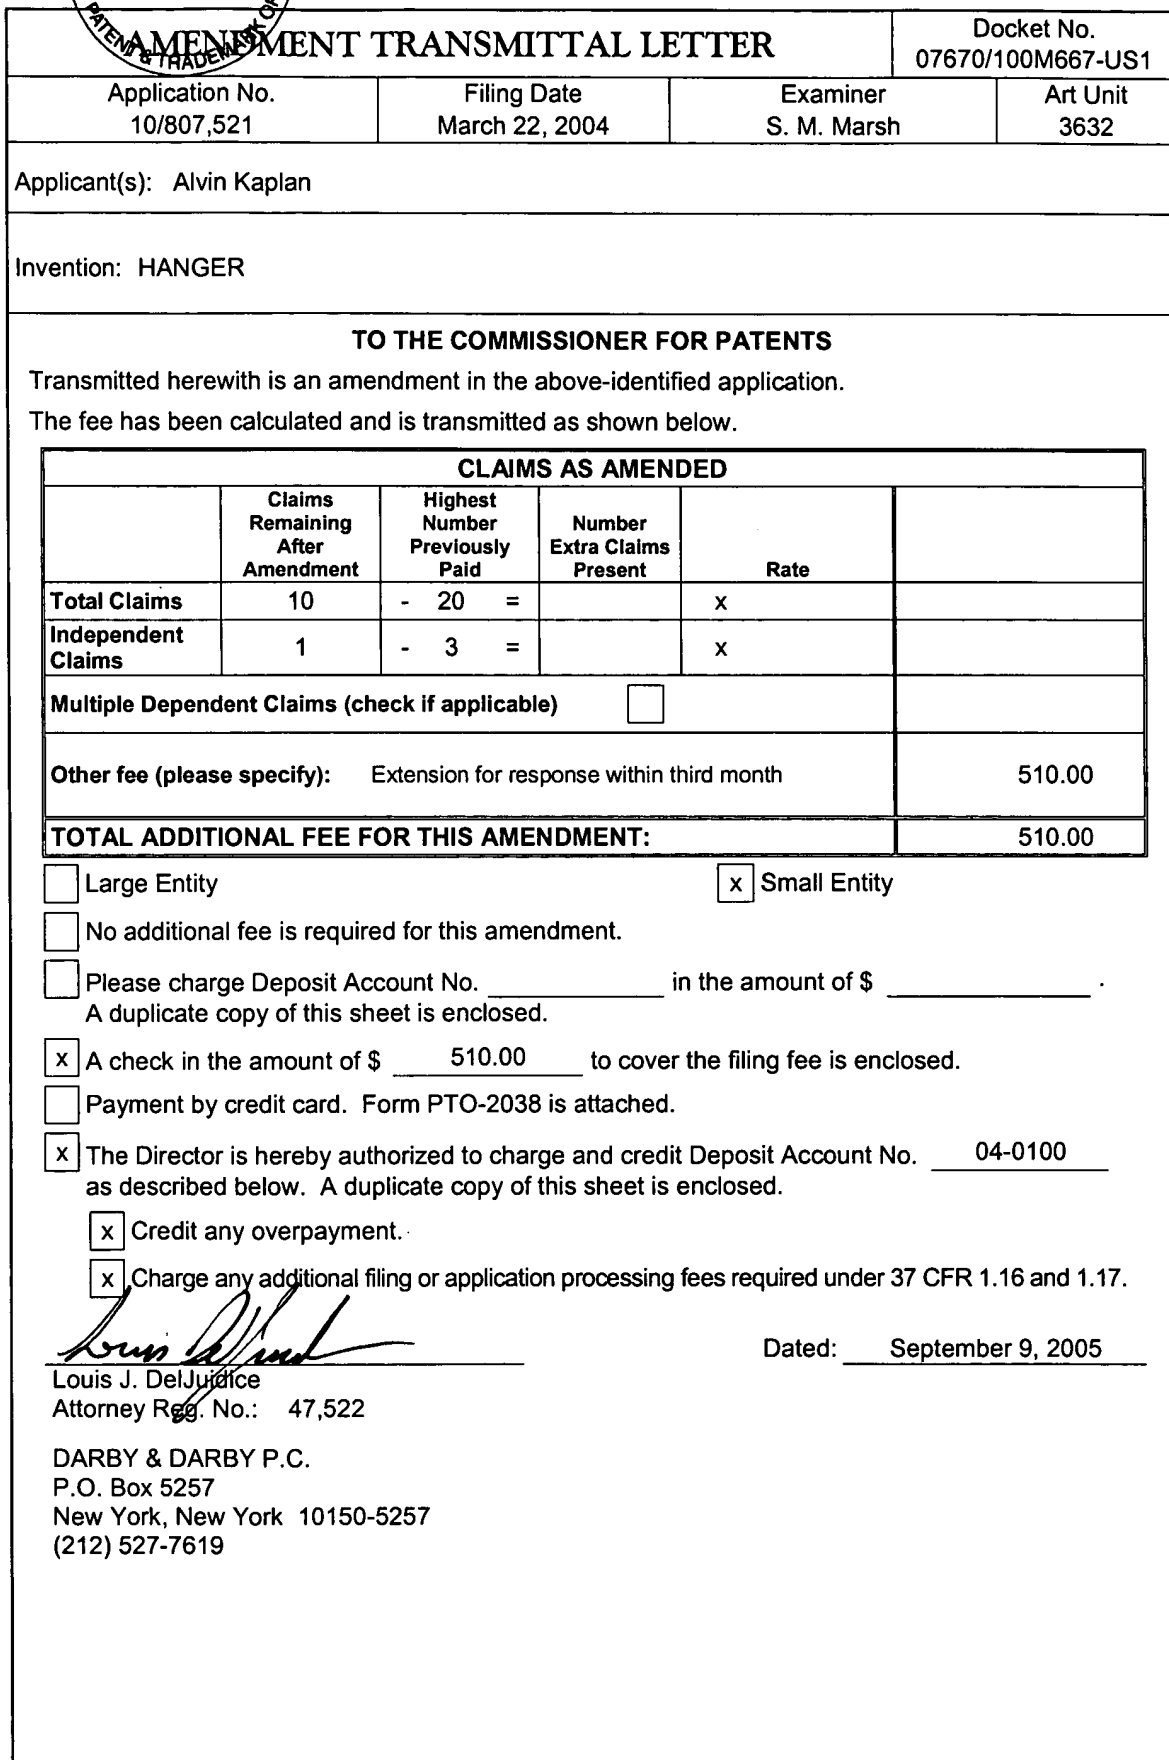 PATENT & TRADEMARK OF
AMENDMENT TRANSMITTAL LETTER
Docket No.
07670/100M667-US1
Application No.
10/807,521
Filing Date
March 22, 2004
Examiner
S. M. Marsh
Art Unit
3632
Applicant(s): Alvin Kaplan
Invention: HANGER
TO THE COMMISSIONER FOR PATENTS
Transmitted herewith is an amendment in the above-identified application.
The fee has been calculated and is transmitted as shown below.
CLAIMS AS AMENDED
Claims
Remaining
After
Amendment
Highest
Number
Previously
Paid
Number
Extra Claims
Present
Rate
Total Claims 10 - 20 = x
Independent
Claims 1 - 3 = x
Multiple Dependent Claims (check if applicable)
Other fee (please specify): Extension for response within third month 510.00
TOTAL ADDITIONAL FEE FOR THIS AMENDMENT: 510.00
Large Entity
x Small Entity
No additional fee is required for this amendment.
Please charge Deposit Account No. in the amount of $ .
A duplicate copy of this sheet is enclosed.
x A check in the amount of $ 510.00 to cover the filing fee is enclosed.
Payment by credit card. Form PTO-2038 is attached.
x The Director is hereby authorized to charge and credit Deposit Account No. 04-0100
as described below. A duplicate copy of this sheet is enclosed.
x Credit any overpayment.
x Charge any additional filing or application processing fees required under 37 CFR 1.16 and 1.17.
Dated: September 9, 2005
Louis J. DelJuidice
Attorney Reg. No.: 47,522
DARBY & DARBY P.C.
P.O. Box 5257
New York, New York 10150-5257
(212) 527-7619